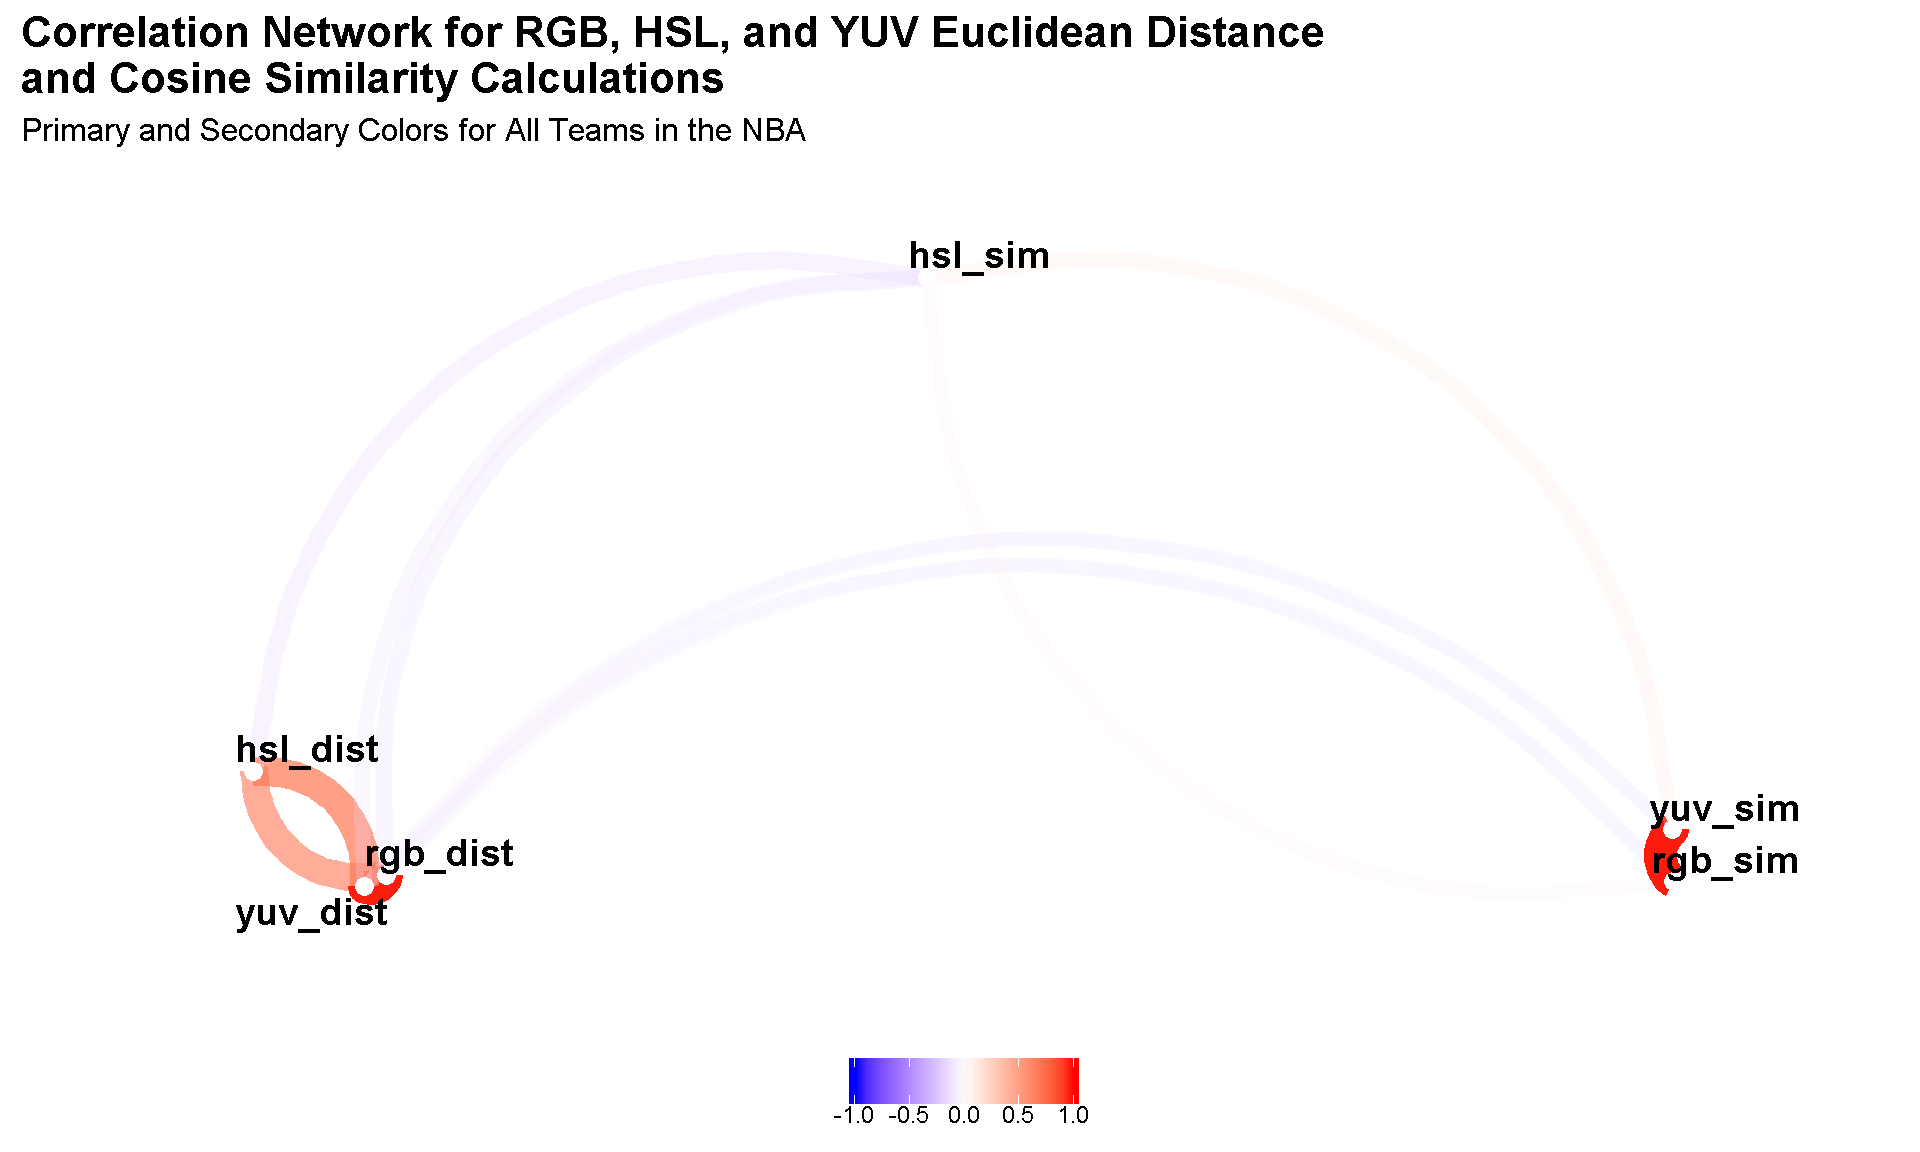 Correlation Network for RGB, HSL, and YUV Euclidean Distance
and Cosine Similarity Calculations
Primary and Secondary Colors for All Teams in the NBA
hsl_sim
hsl_dist
yuv_sim
rgb_dist
rgb_sim
yuv_dist
-1.0 -0.5 0.0 0.5 1.0